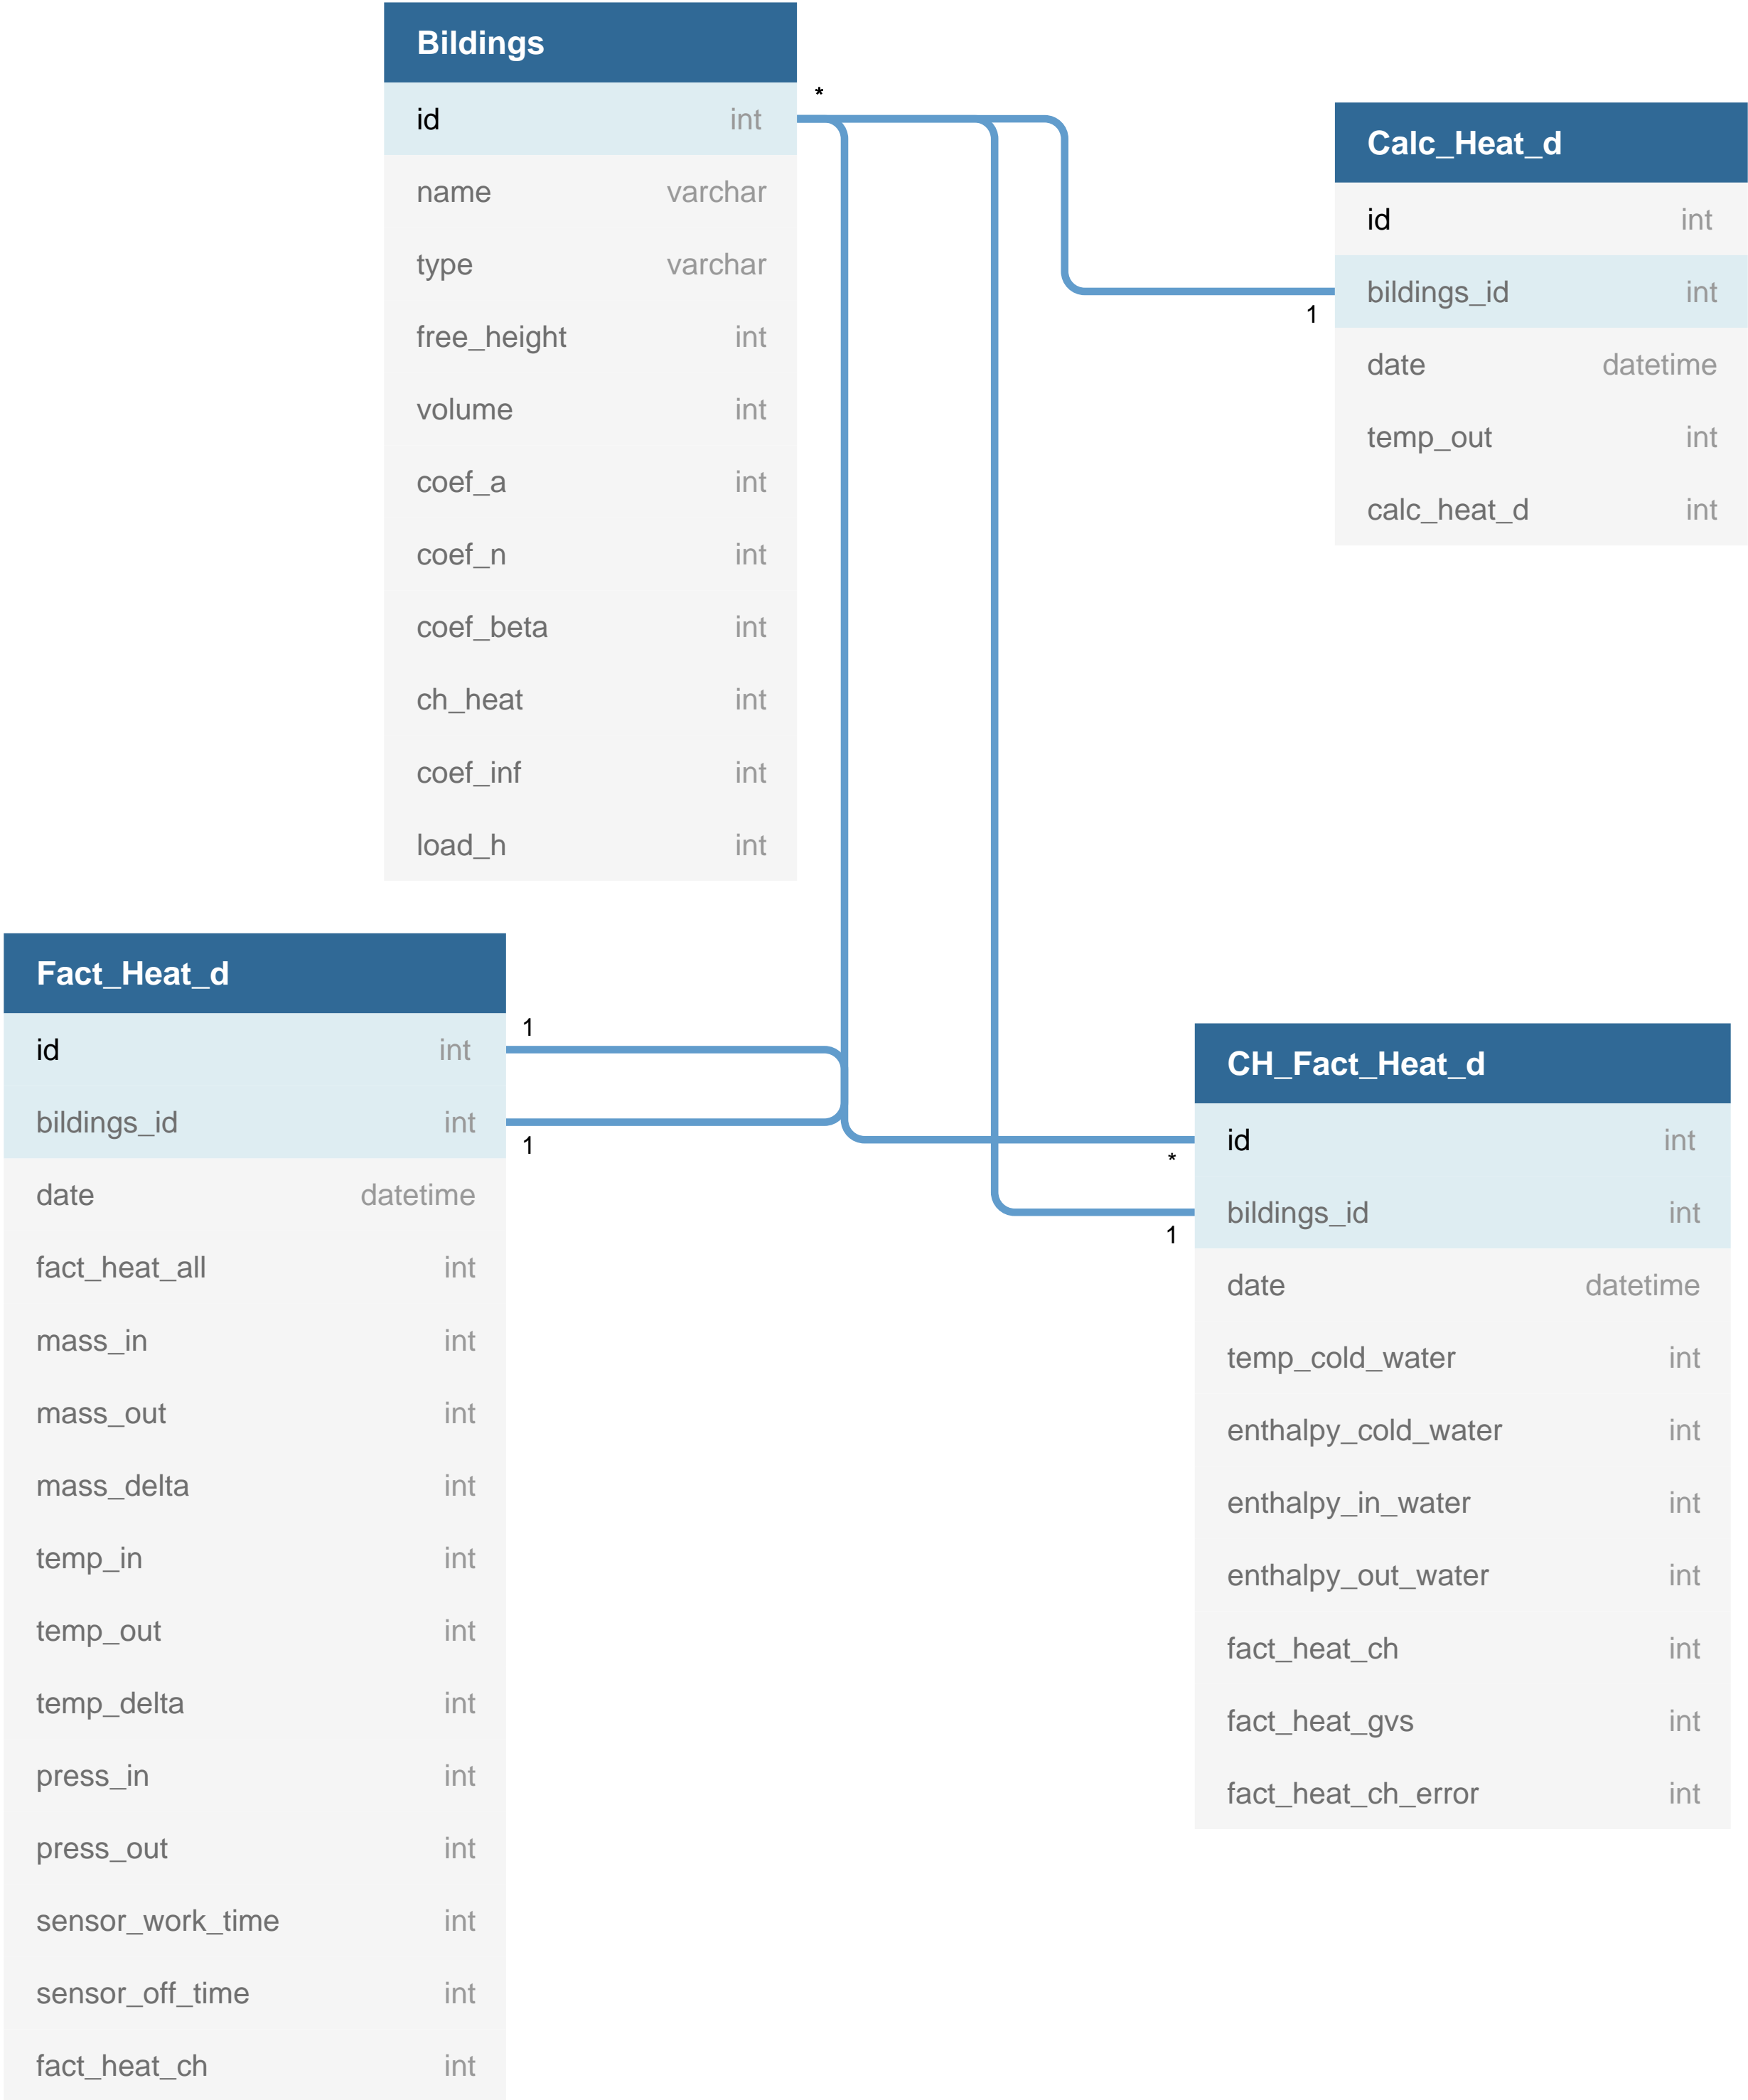 Bildings
*
id int
name varchar
type varchar
free_height int
volume int
coef_a int
coef_n int
coef_beta int
ch_heat int
coef_inf int
load_h int
Calc_Heat_d
id int
1
bildings_id int
date datetime
temp_out int
calc_heat_d int
Fact_Heat_d
1
id int
bildings_id int
1
date datetime
fact_heat_all int
mass_in int
mass_out int
mass_delta int
temp_in int
temp_out int
temp_delta int
press_in int
press_out int
sensor_work_time int
sensor_off_time int
fact_heat_ch int
CH_Fact_Heat_d
id int
*
bildings_id int
1
date datetime
temp_cold_water int
enthalpy_cold_water int
enthalpy_in_water int
enthalpy_out_water int
fact_heat_ch int
fact_heat_gvs int
fact_heat_ch_error int